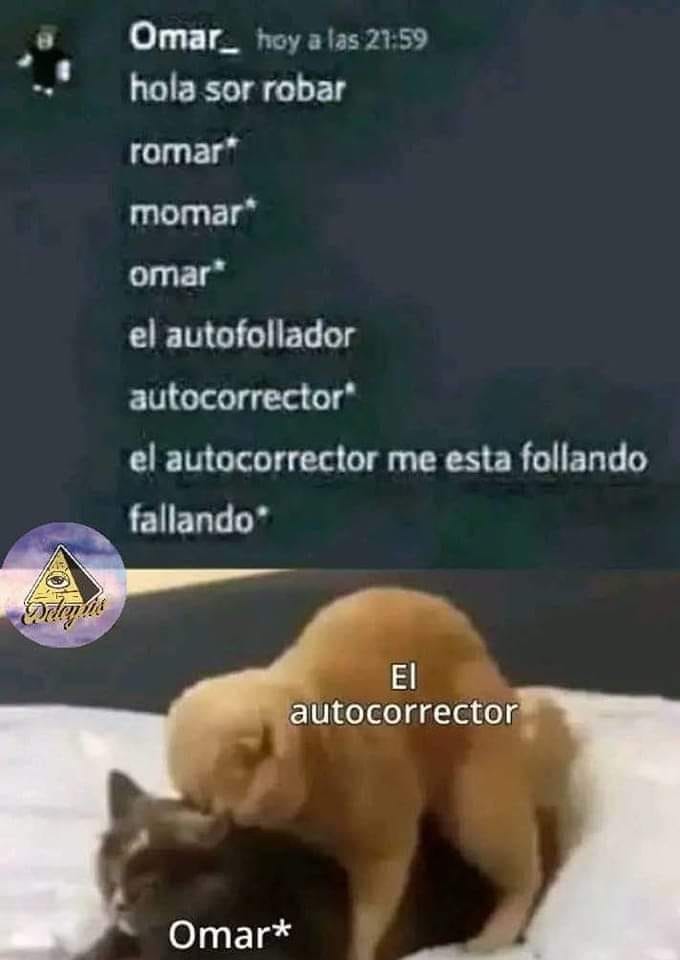 Omar_ hoy a las 21:59
hola sor robar
romar*
momar*
omar*
el autofollador
autocorrector*
el autocorrector me esta follando
fallando*
El
autocorrector
Omar*